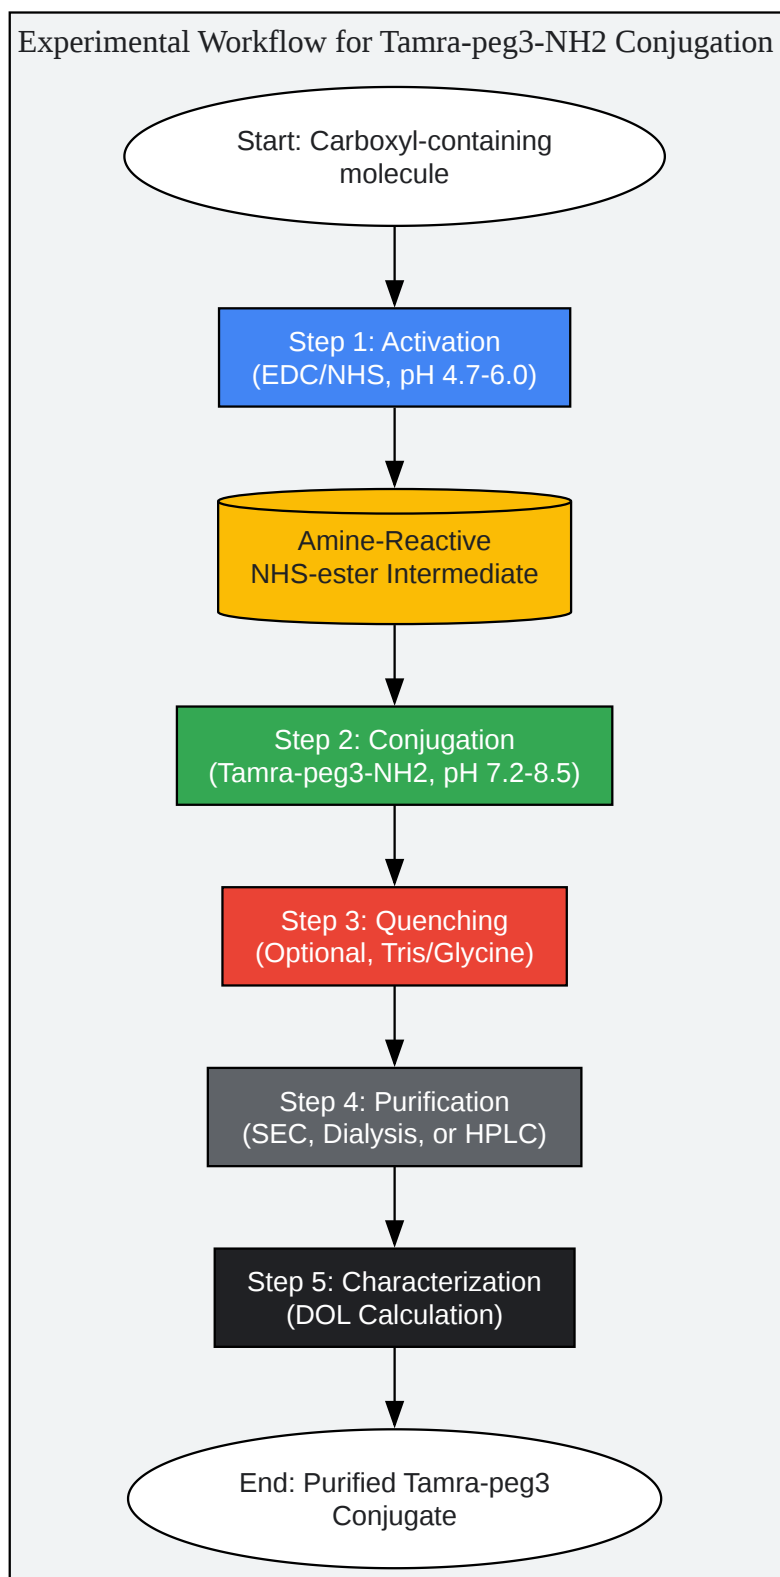 Experimental Workflow for Tamra-peg3-NH2 Conjugation
Start: Carboxyl-containing
molecule
Step 1: Activation
(EDC/NHS, pH 4.7-6.0)
Amine-Reactive
NHS-ester Intermediate
Step 2: Conjugation
(Tamra-peg3-NH2, pH 7.2-8.5)
Step 3: Quenching
(Optional, Tris/Glycine)
Step 4: Purification
(SEC, Dialysis, or HPLC)
Step 5: Characterization
(DOL Calculation)
End: Purified Tamra-peg3
Conjugate